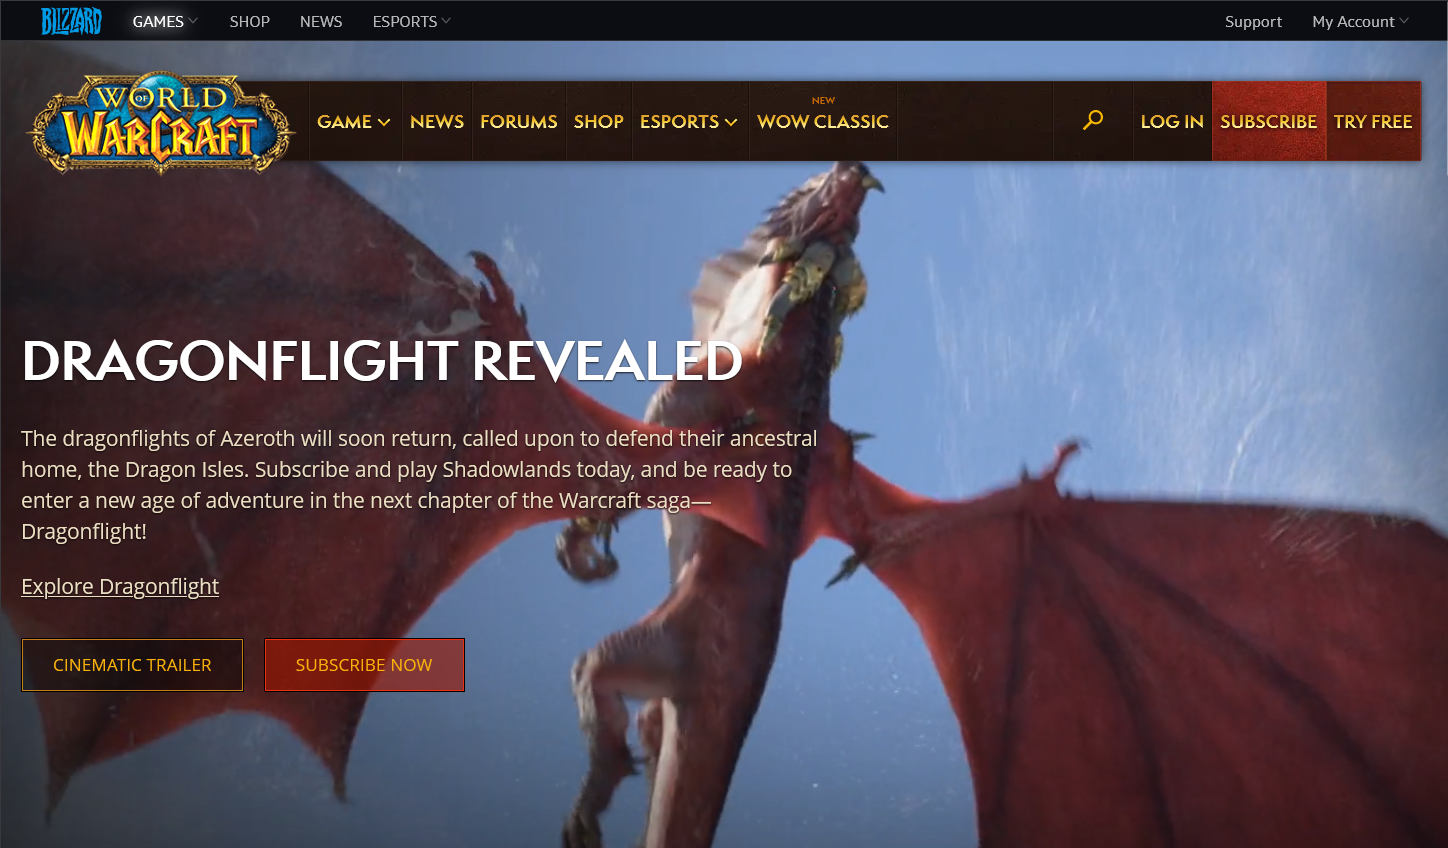 BLIZZARD GAMES SHOP NEWS ESPORTS Support My Account
WORLD OF WARCRAFT
NEW
GAME NEWS FORUMS SHOP ESPORTS WOW CLASSIC LOG IN SUBSCRIBE TRY FREE
DRAGONFLIGHT REVEALED
The dragonflights of Azeroth will soon return, called upon to defend their ancestral
home, the Dragon Isles. Subscribe and play Shadowlands today, and be ready to
enter a new age of adventure in the next chapter of the Warcraft saga—
Dragonflight!
Explore Dragonflight
CINEMATIC TRAILER SUBSCRIBE NOW